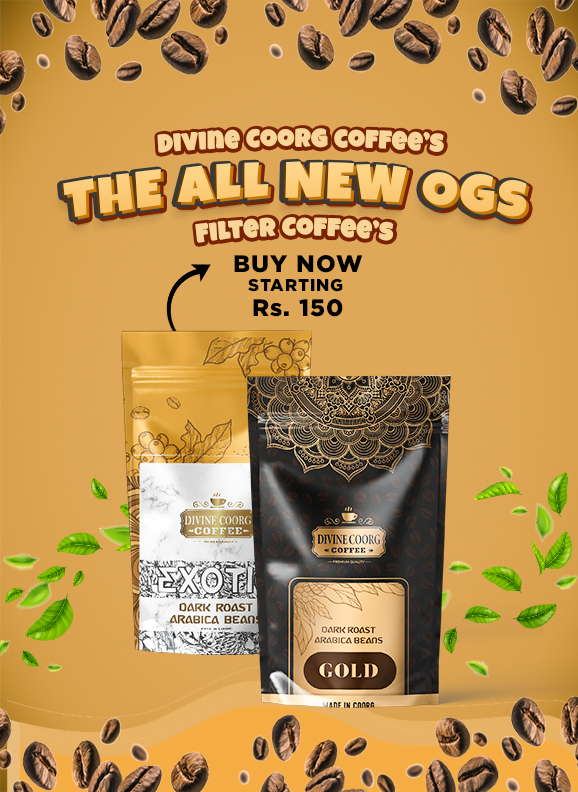 DIVINE COORG COFFEE'S
THE ALL NEW OGS
FILTER COFFEE'S
BUY NOW
STARTING
Rs. 150
DIVINE COORG
COFFEE
EXOTI
DARK ROAST
ARABICA BEANS
DIVINE COORG
COFFEE
PREMIUM QUALITY
DARK ROAST
ARABICA BEANS
GOLD
MADE IN COORG